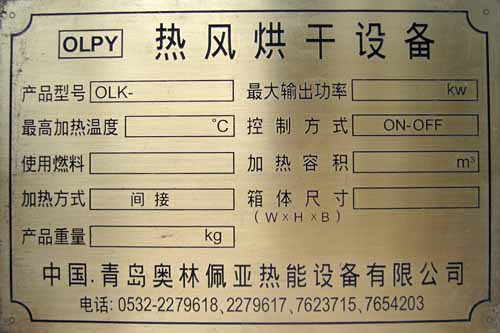 OLPY 热风烘干设备
产品型号 OLK- 最大输出功率 kw
最高加热温度 °C 控制方式 ON-OFF
使用燃料 加热容积 m³
加热方式 间接 箱体尺寸
(W×H×B)
产品重量 kg
中国.青岛奥林佩亚热能设备有限公司
电话: 0532-2279618, 2279617, 7623715, 7654203